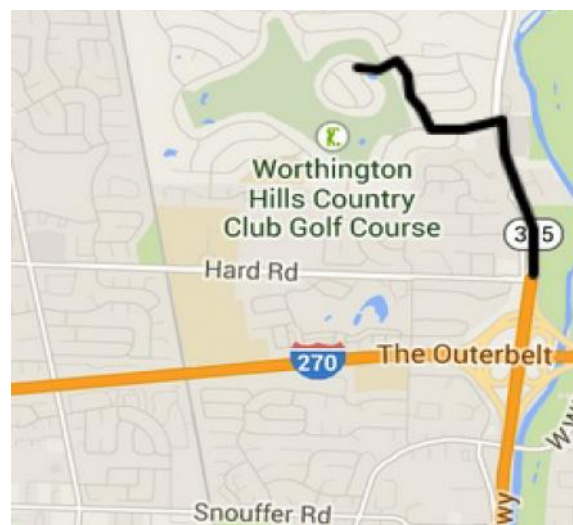 Worthington
Hills Country
Club Golf Course
Hard Rd
270
The Outerbelt
Snouffer Rd